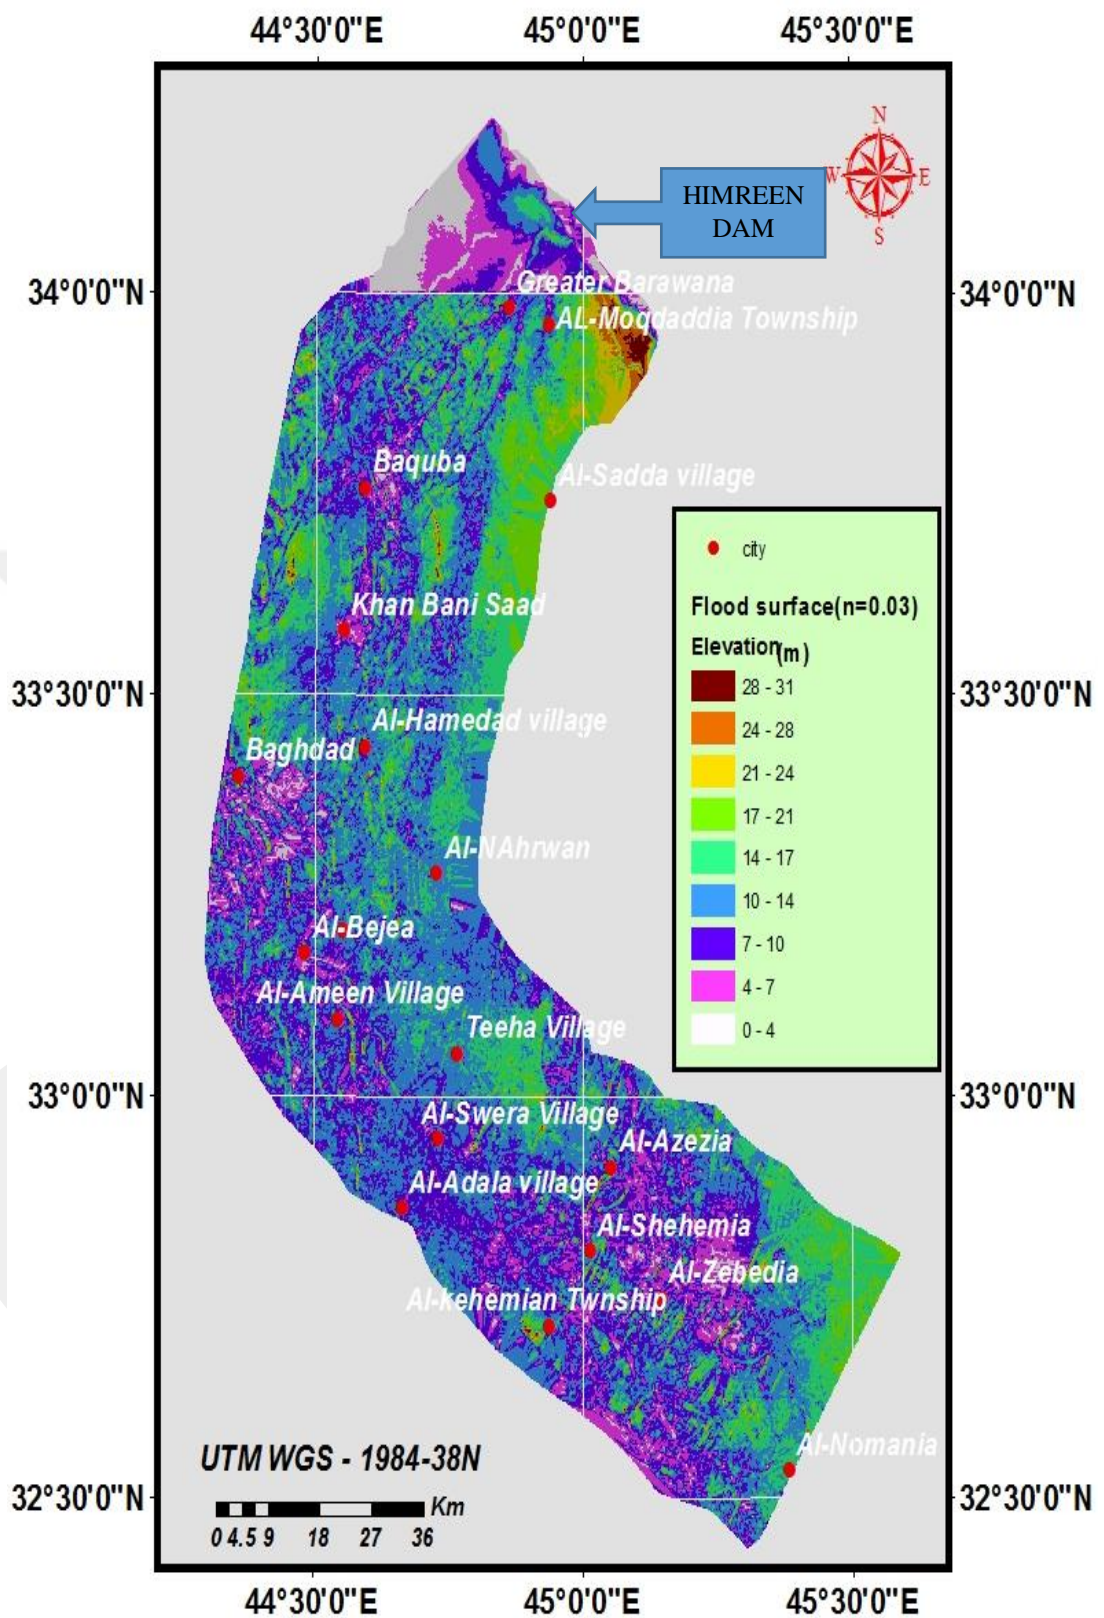 44°30'0"E 45°0'0"E 45°30'0"E
N
W E
S
HIMREEN
DAM
34°0'0"N 34°0'0"N
Greater Barawana
AL-Moqdaddia Township
Baquba
Al-Sadda village
city
Khan Bani Saad
Flood surface(n=0.03)
Elevation(m)
28 - 31
33°30'0"N 33°30'0"N
24 - 28
Al-Hamedad village
Baghdad
21 - 24
17 - 21
Al-NAhrwan
14 - 17
10 - 14
Al-Bejea
7 - 10
Al-Ameen Village
4 - 7
Teeha Village
0 - 4
33°0'0"N 33°0'0"N
Al-Swera Village
Al-Azezia
Al-Adala village
Al-Shehemia
Al-Zebedia
Al-kehemian Twnship
Al-Nomania
UTM WGS - 1984-38N
32°30'0"N 32°30'0"N
Km
0 4.5 9 18 27 36
44°30'0"E 45°0'0"E 45°30'0"E